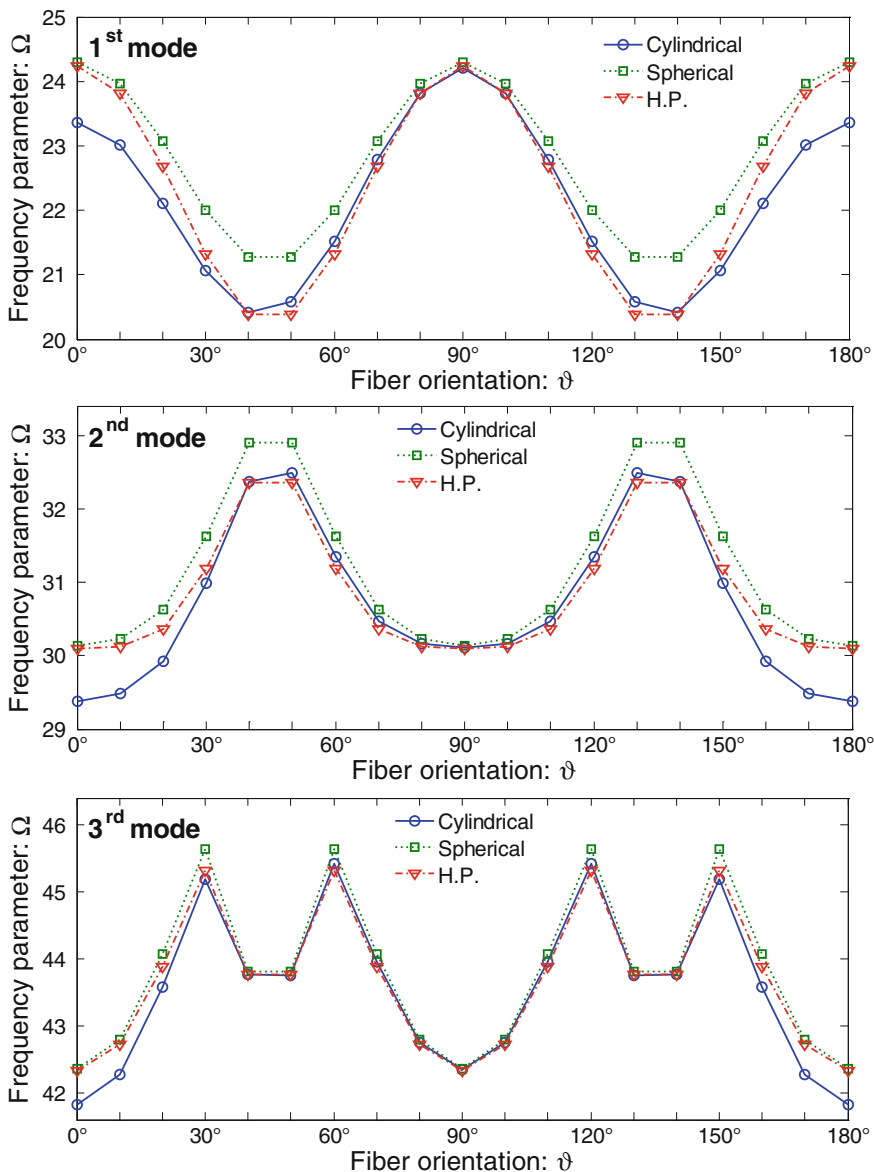 1st mode
Cylindrical
Spherical
H.P.
25
24
23
22
21
20
Frequency parameter: Ω
0° 30° 60° 90° 120° 150° 180°
Fiber orientation: ϑ
2nd mode
Cylindrical
Spherical
H.P.
33
32
31
30
29
Frequency parameter: Ω
0° 30° 60° 90° 120° 150° 180°
Fiber orientation: ϑ
3rd mode
Cylindrical
Spherical
H.P.
46
45
44
43
42
Frequency parameter: Ω
0° 30° 60° 90° 120° 150° 180°
Fiber orientation: ϑ